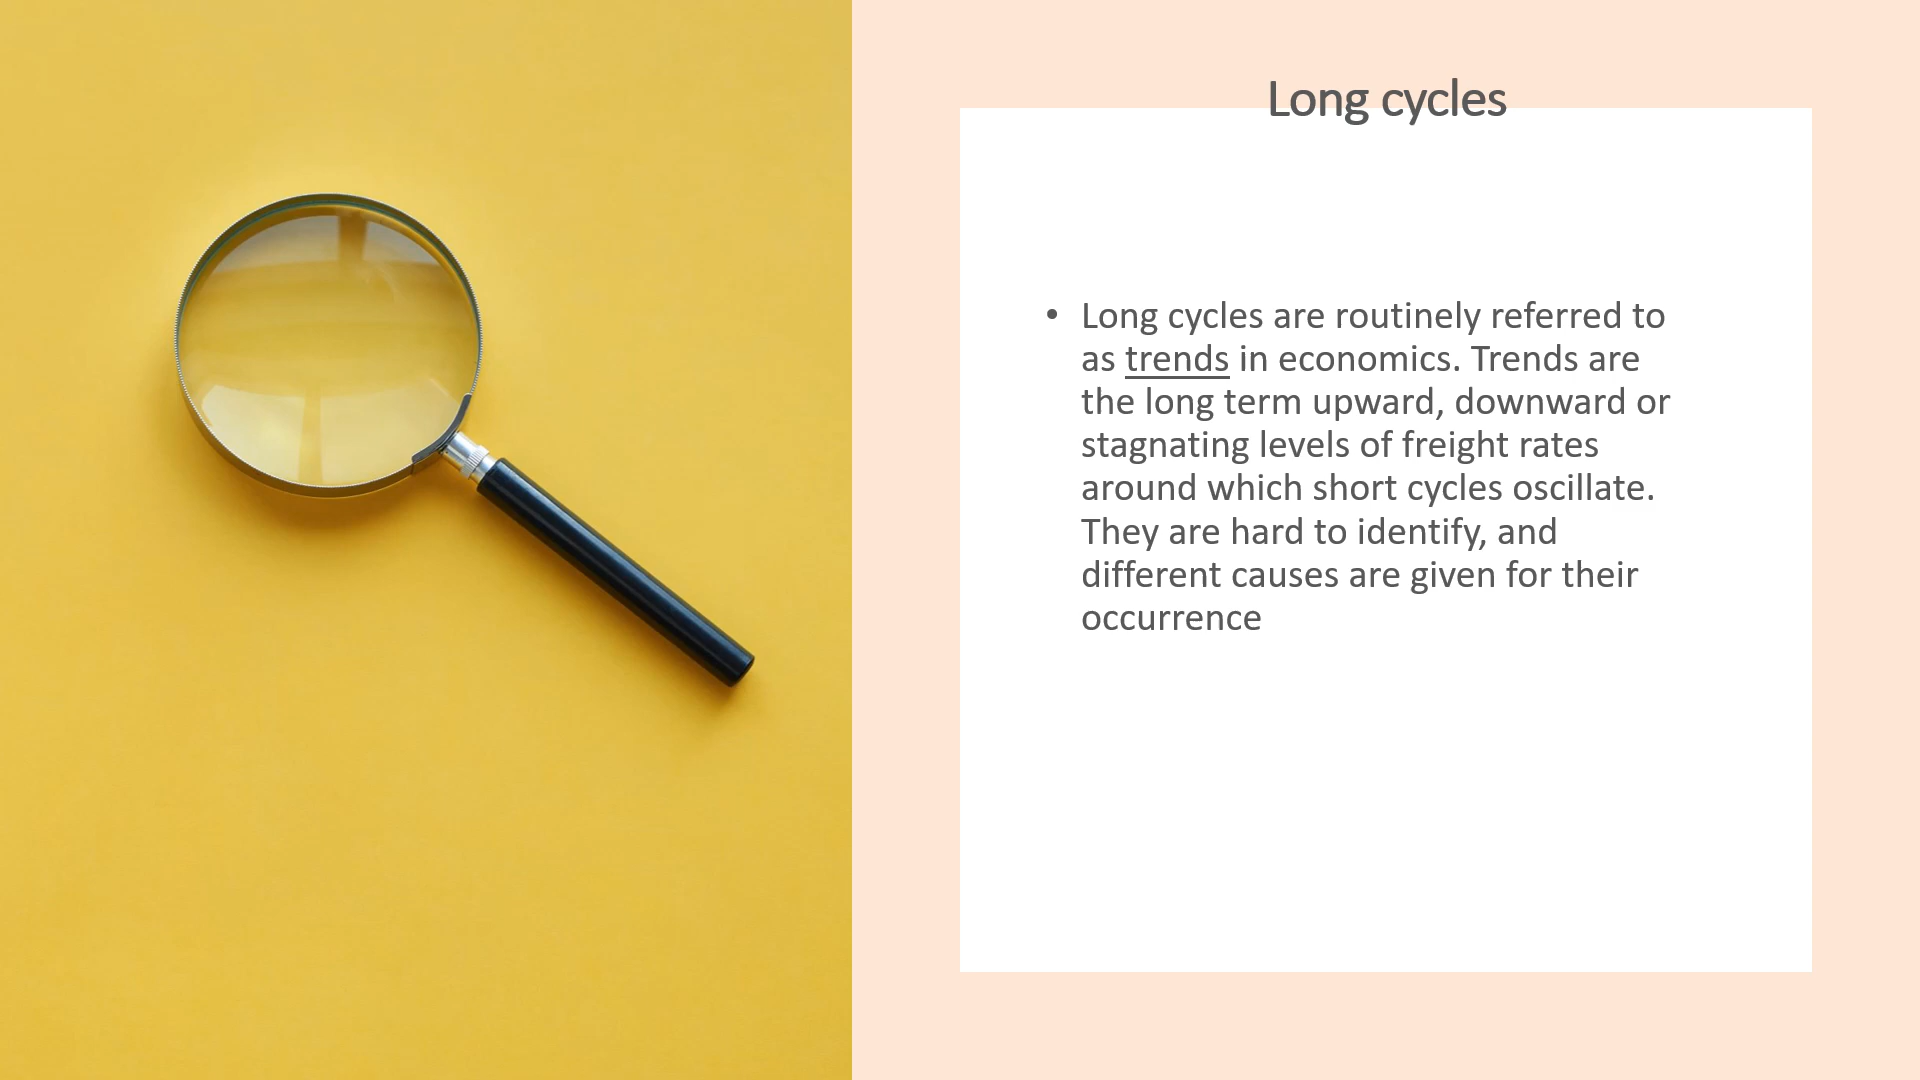 Long cycles
• Long cycles are routinely referred to
as trends in economics. Trends are
the long term upward, downward or
stagnating levels of freight rates
around which short cycles oscillate.
They are hard to identify, and
different causes are given for their
occurrence